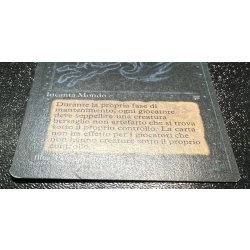 Incanta Mondo
Durante la propria fase di
mantenimento, ogni giocatore
deve seppellire una creatura
bersaglio non artefatto che si trova
sotto il proprio controllo. La carta
non ha effetto per i giocatori che
non hanno creature sotto il proprio
controllo.
Illus.